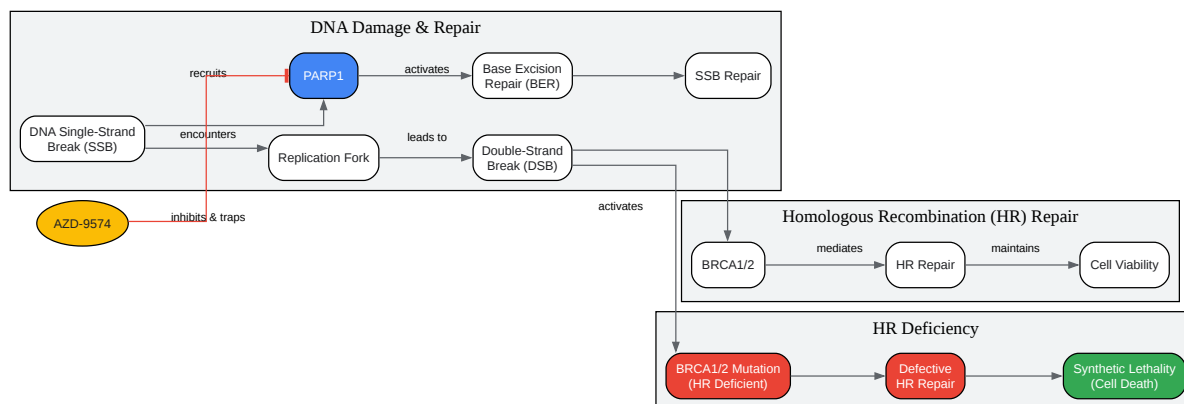 DNA Damage & Repair
recruits
PARP1
activates
Base Excision
Repair (BER)
SSB Repair
DNA Single-Strand
Break (SSB)
encounters
Replication Fork
leads to
Double-Strand
Break (DSB)
AZD-9574
inhibits & traps
activates
Homologous Recombination (HR) Repair
BRCA1/2
mediates
HR Repair
maintains
Cell Viability
HR Deficiency
BRCA1/2 Mutation
(HR Deficient)
Defective
HR Repair
Synthetic Lethality
(Cell Death)